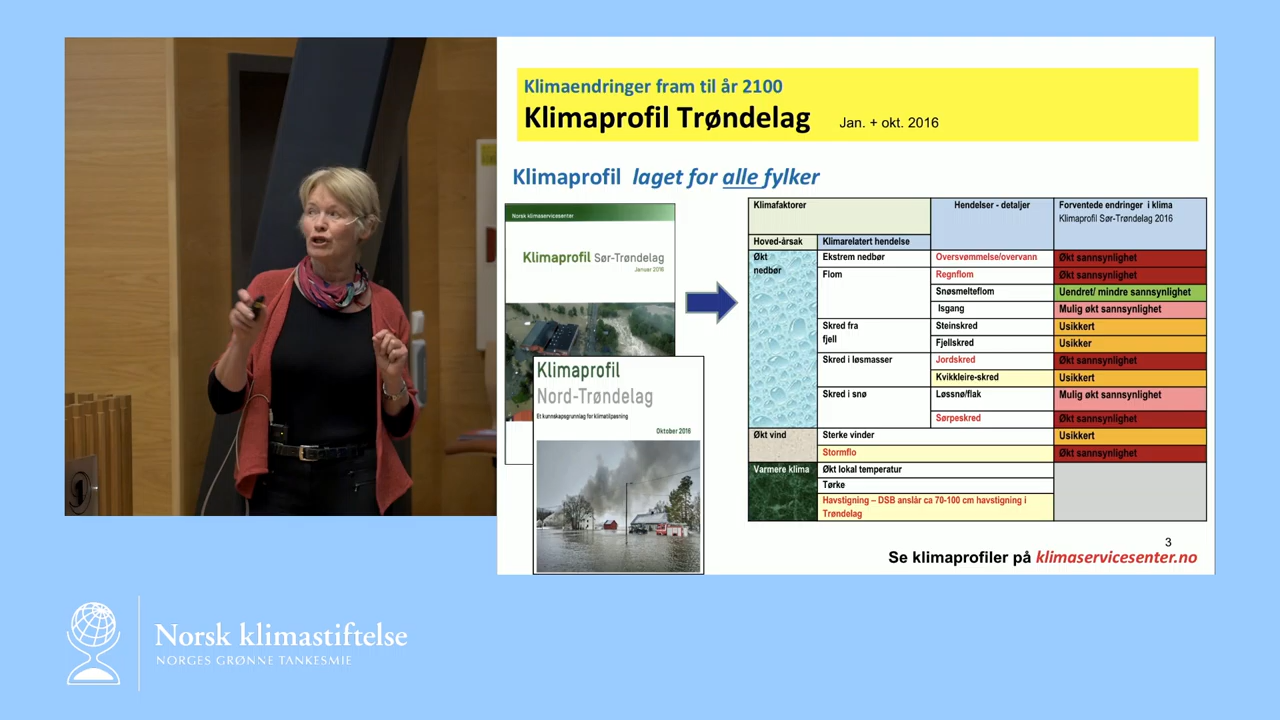 Klimaendringer fram til år 2100
Klimaprofil Trøndelag Jan. + okt. 2016
Klimaprofil laget for alle fylker
Norsk klimaservicesenter
Klimaprofil Sør-Trøndelag
Januar 2016
Klimaprofil
Nord-Trøndelag
Et kunnskapsgrunnlag for klimatilpasning
Oktober 2016
Klimafaktorer
Hendelser - detaljer
Forventede endringer i klima
Klimaprofil Sør-Trøndelag 2016
Hoved-årsak
Klimarelatert hendelse
Økt
nedbør
Ekstrem nedbør
Oversvømmelse/overvann
Økt sannsynlighet
Flom
Regnflom
Økt sannsynlighet
Snøsmelteflom
Uendret/ mindre sannsynlighet
Isgang
Mulig økt sannsynlighet
Skred fra
fjell
Steinskred
Usikkert
Fjellskred
Usikker
Skred i løsmasser
Jordskred
Økt sannsynlighet
Kvikkleire-skred
Usikkert
Skred i snø
Løssnø/flak
Mulig økt sannsynlighet
Sørpeskred
Økt sannsynlighet
Økt vind
Sterke vinder
Usikkert
Stormflo
Økt sannsynlighet
Varmere klima
Økt lokal temperatur
Tørke
Havstigning – DSB anslår ca 70-100 cm havstigning i
Trøndelag
3
Se klimaprofiler på klimaservicesenter.no
Norsk klimastiftelse
NORGES GRØNNE TANKESMIE